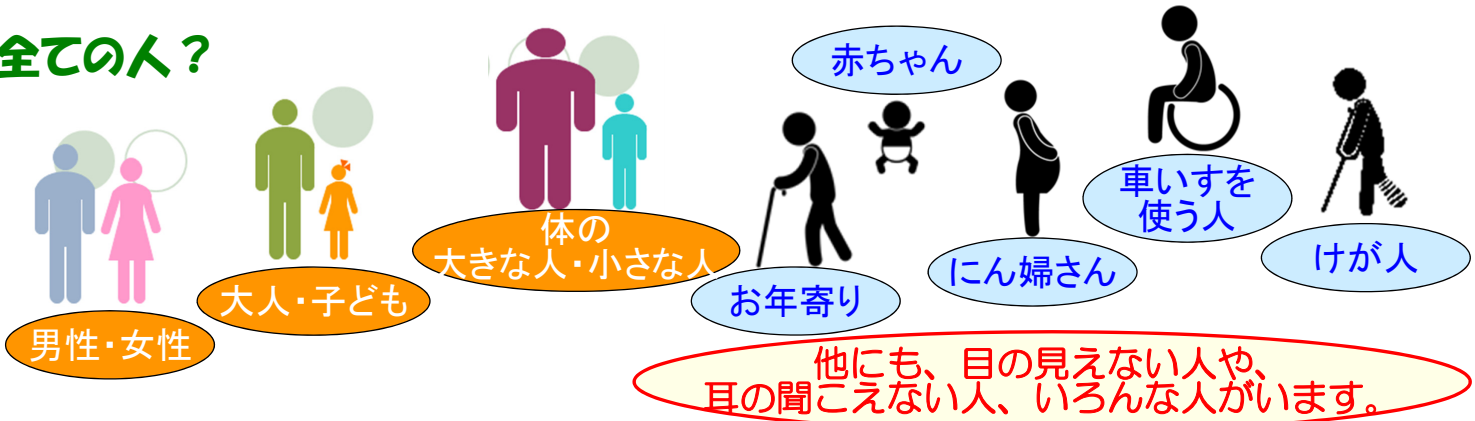 全ての人？
男性・女性
大人・子ども
体の
大きな人・小さな人
お年寄り
赤ちゃん
にん婦さん
車いすを
使う人
けが人
他にも、目の見えない人や、
耳の聞こえない人、いろんな人がいます。